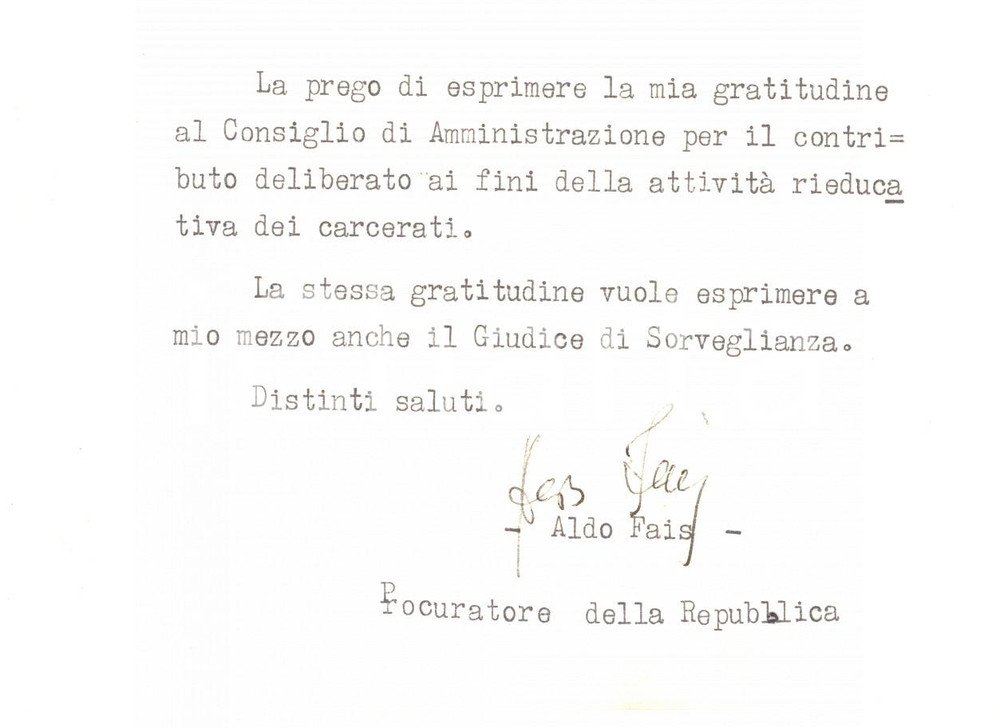 La prego di esprimere la mia gratitudine
al Consiglio di Amministrazione per il contri=
buto deliberato ai fini della attività rieduca
tiva dei carcerati.
La stessa gratitudine vuole esprimere a
mio mezzo anche il Giudice di Sorveglianza.
Distinti saluti.
- Aldo Fais -
Procuratore della Repubblica